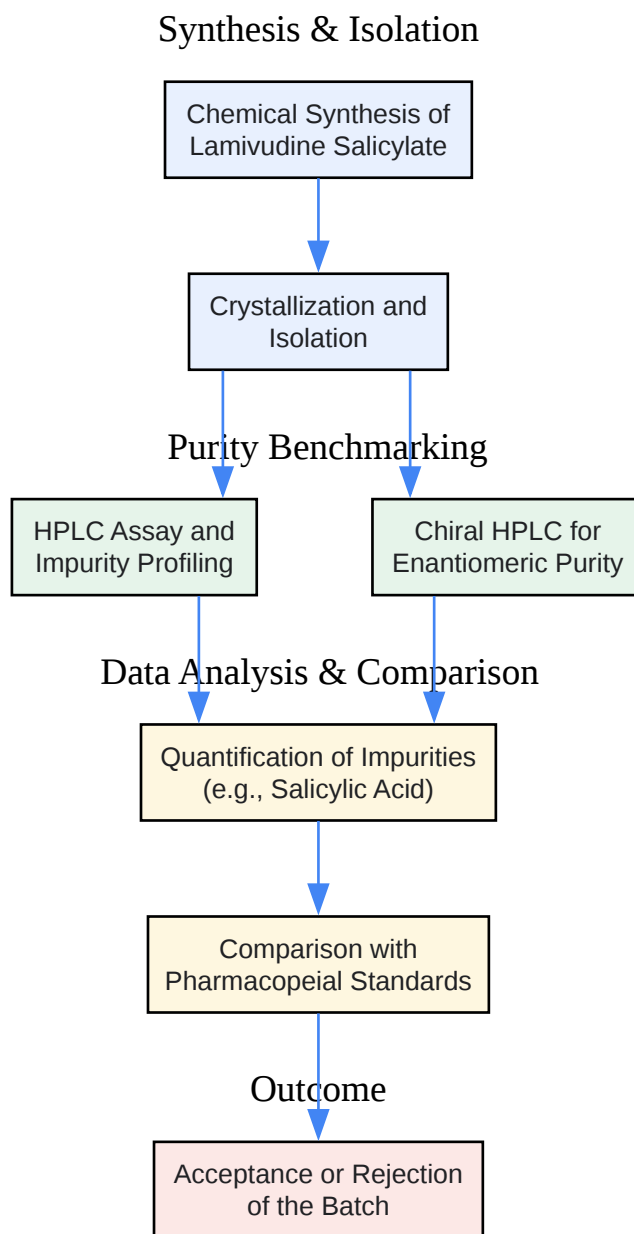 Synthesis & Isolation
Chemical Synthesis of
Lamivudine Salicylate
Crystallization and
Isolation
Purity Benchmarking
HPLC Assay and
Impurity Profiling
Chiral HPLC for
Enantiomeric Purity
Data Analysis & Comparison
Quantification of Impurities
(e.g., Salicylic Acid)
Comparison with
Pharmacopeial Standards
Outcome
Acceptance or Rejection
of the Batch